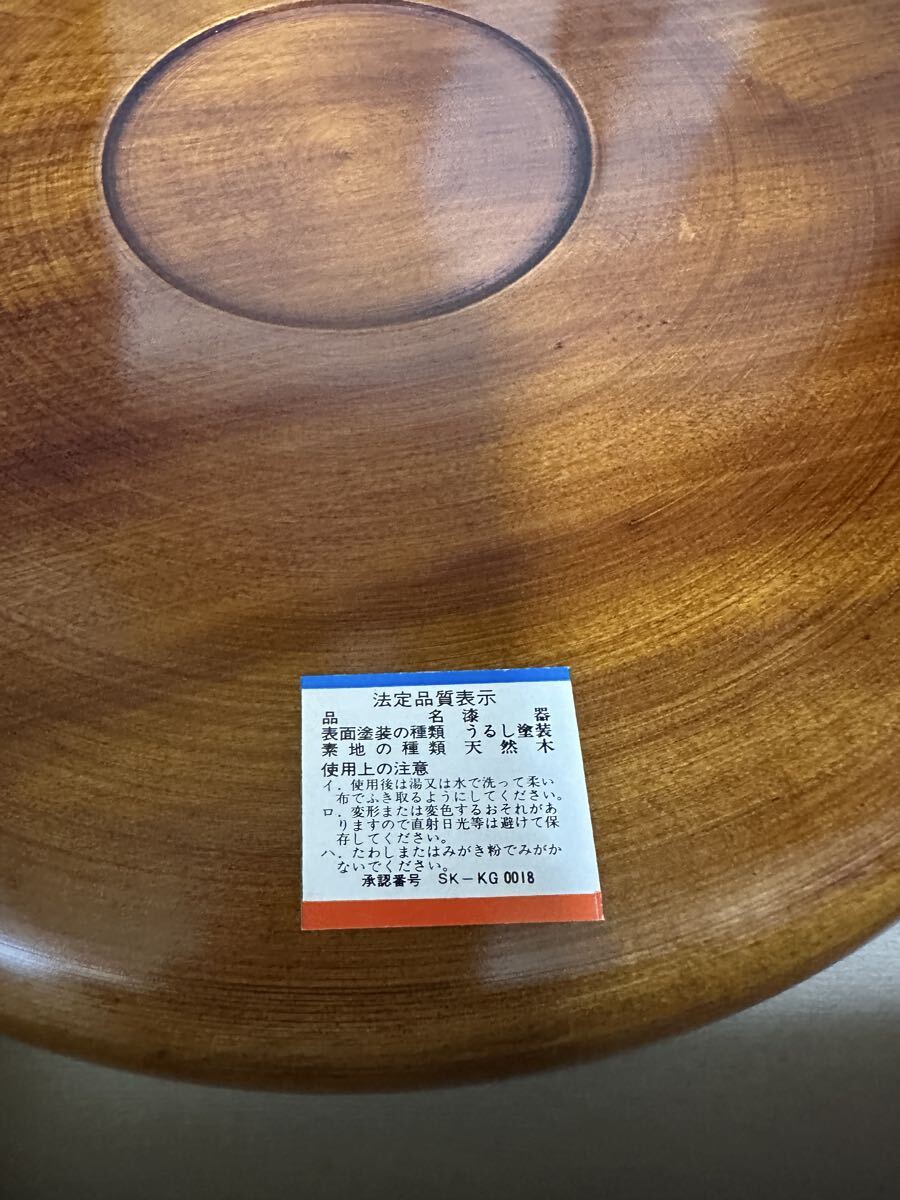 法定品質表示
品名 漆器
表面塗装の種類 うるし塗装
素地の種類 天然木
使用上の注意
イ．使用後は湯又は水で洗って柔い
布でふき取るようにしてください。
ロ．変形または変色するおそれがあ
りますので直射日光等は避けて保
存してください。
ハ．たわしまたはみがき粉でみがか
ないでください。
承認番号 SK－KG 0018